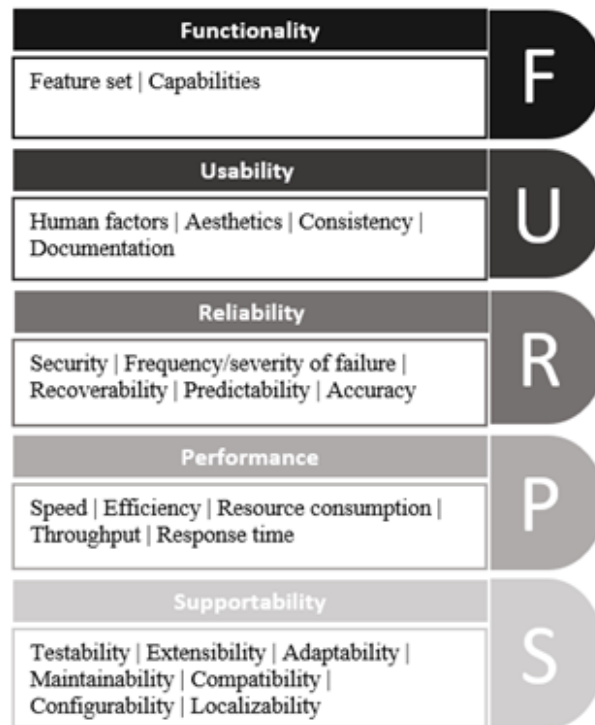 Functionality
F
Feature set | Capabilities
Usability
U
Human factors | Aesthetics | Consistency |
Documentation
Reliability
R
Security | Frequency/severity of failure |
Recoverability | Predictability | Accuracy
Performance
P
Speed | Efficiency | Resource consumption |
Throughput | Response time
Supportability
S
Testability | Extensibility | Adaptability |
Maintainability | Compatibility |
Configurability | Localizability